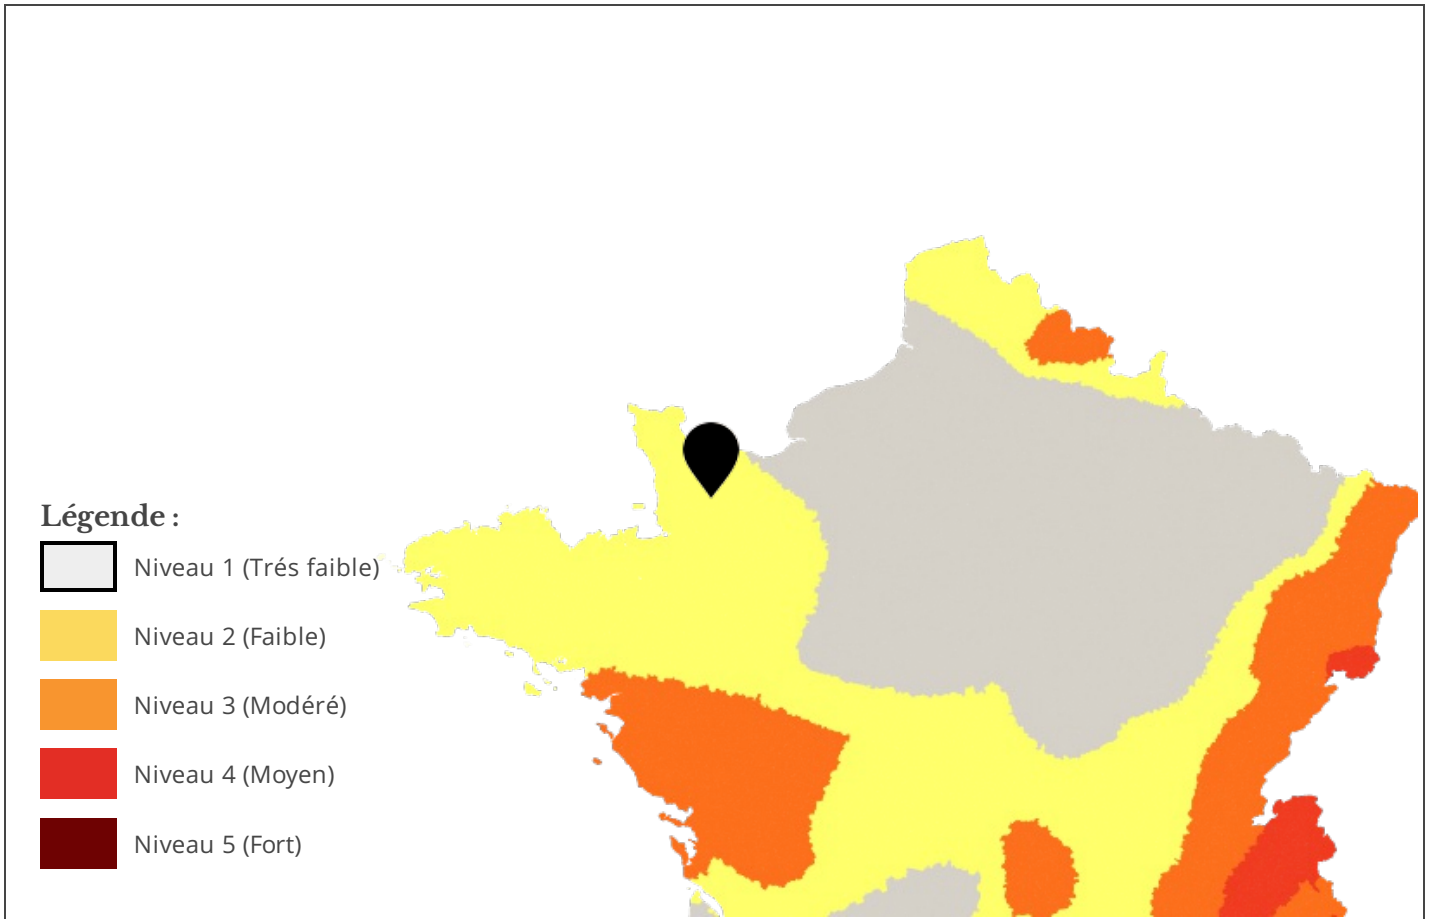 Légende :
Niveau 1 (Trés faible)
Niveau 2 (Faible)
Niveau 3 (Modéré)
Niveau 4 (Moyen)
Niveau 5 (Fort)